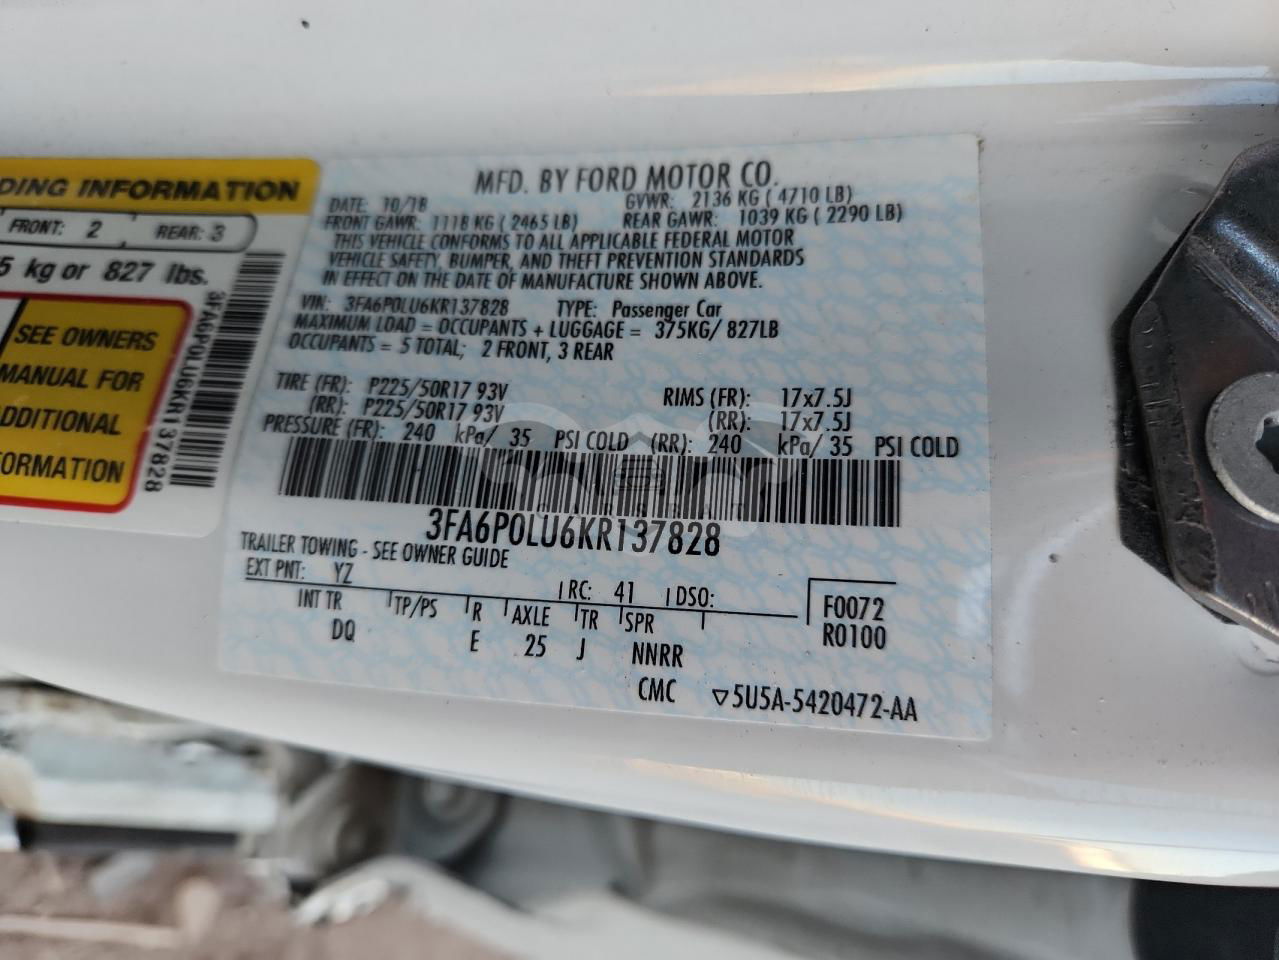 DING INFORMATION
FRONT: 2 REAR: 3
5 kg or 827 lbs.
SEE OWNERS
MANUAL FOR
ADDITIONAL
FORMATION
3FA6P0LU6KR137828
MFD. BY FORD MOTOR CO.
DATE: 10/18 GVWR: 2136 KG ( 4710 LB)
FRONT GAWR: 1118 KG ( 2465 LB) REAR GAWR: 1039 KG ( 2290 LB)
THIS VEHICLE CONFORMS TO ALL APPLICABLE FEDERAL MOTOR
VEHICLE SAFETY, BUMPER, AND THEFT PREVENTION STANDARDS
IN EFFECT ON THE DATE OF MANUFACTURE SHOWN ABOVE.
VIN: 3FA6P0LU6KR137828 TYPE: Passenger Car
MAXIMUM LOAD = OCCUPANTS + LUGGAGE = 375KG/ 827LB
OCCUPANTS = 5 TOTAL; 2 FRONT, 3 REAR
TIRE (FR): P225/50R17 93V RIMS (FR): 17x7.5J
(RR): P225/50R17 93V (RR): 17x7.5J
PRESSURE (FR): 240 kPa/ 35 PSI COLD (RR): 240 kPa/ 35 PSI COLD
3FA6P0LU6KR137828
TRAILER TOWING - SEE OWNER GUIDE
EXT PNT: YZ RC: 41 DSO:
INT TR TP/PS R AXLE TR SPR F0072
DQ E 25 J NNRR R0100
CMC ▽5U5A-5420472-AA